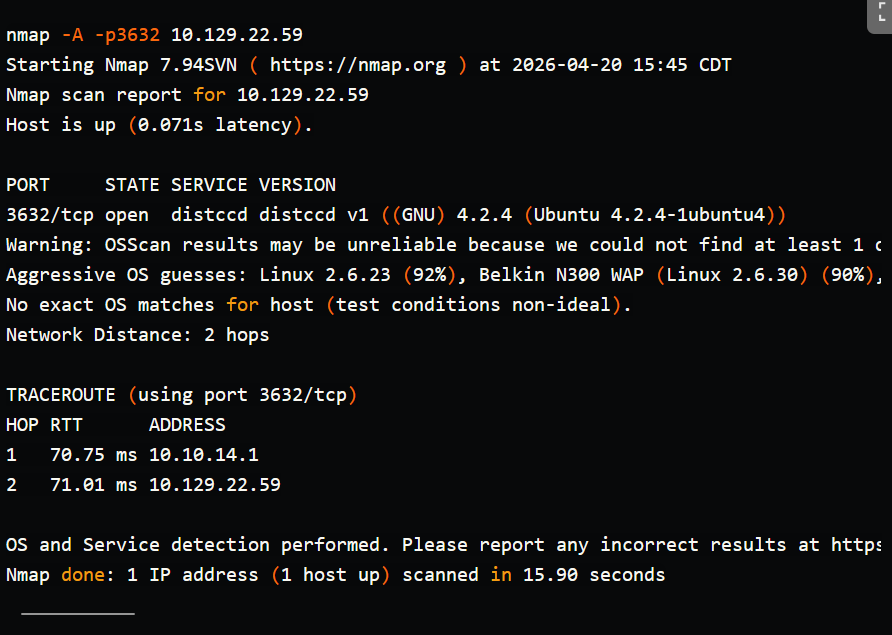 nmap -A -p3632 10.129.22.59
Starting Nmap 7.94SVN ( https://nmap.org ) at 2026-04-20 15:45 CDT
Nmap scan report for 10.129.22.59
Host is up (0.071s latency).
PORT     STATE SERVICE VERSION
3632/tcp open  distccd distccd v1 ((GNU) 4.2.4 (Ubuntu 4.2.4-1ubuntu4))
Warning: OSScan results may be unreliable because we could not find at least 1
Aggressive OS guesses: Linux 2.6.23 (92%), Belkin N300 WAP (Linux 2.6.30) (90%),
No exact OS matches for host (test conditions non-ideal).
Network Distance: 2 hops
TRACEROUTE (using port 3632/tcp)
HOP RTT      ADDRESS
1   70.75 ms 10.10.14.1
2   71.01 ms 10.129.22.59
OS and Service detection performed. Please report any incorrect results at https
Nmap done: 1 IP address (1 host up) scanned in 15.90 seconds